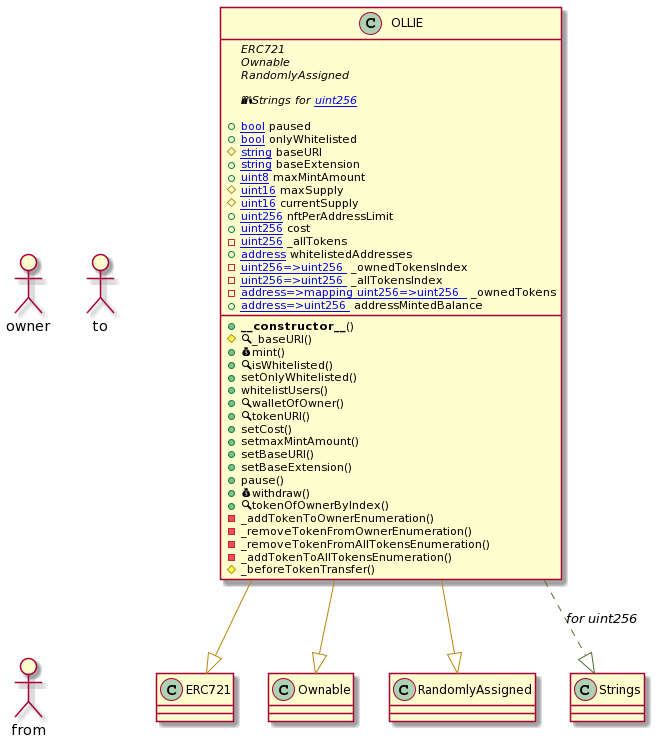 C OLLIE
ERC721
Ownable
RandomlyAssigned
Strings for uint256
bool paused
bool onlyWhitelisted
string baseURI
string baseExtension
uint8 maxMintAmount
uint16 maxSupply
uint16 currentSupply
uint256 nftPerAddressLimit
uint256 cost
uint256 _allTokens
address whitelistedAddresses
uint256=>uint256 _ownedTokensIndex
uint256=>uint256 _allTokensIndex
address=>mapping uint256=>uint256 _ownedTokens
address=>uint256 addressMintedBalance
__constructor__()
_baseURI()
mint()
isWhitelisted()
setOnlyWhitelisted()
whitelistUsers()
walletOfOwner()
tokenURI()
setCost()
setmaxMintAmount()
setBaseURI()
setBaseExtension()
pause()
withdraw()
tokenOfOwnerByIndex()
_addTokenToOwnerEnumeration()
_removeTokenFromOwnerEnumeration()
_removeTokenFromAllTokensEnumeration()
_addTokenToAllTokensEnumeration()
_beforeTokenTransfer()
owner
to
for uint256
from
C ERC721
C Ownable
C RandomlyAssigned
C Strings